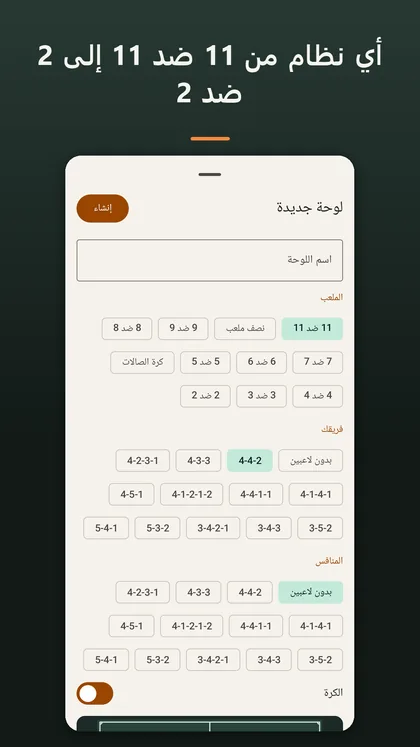 أي نظام من 11 ضد 11 إلى 2
ضد 2
لوحة جديدة
إنشاء
اسم اللوحة
الملعب
11 ضد 11 نصف ملعب 9 ضد 9 8 ضد 8
7 ضد 7 6 ضد 6 5 ضد 5 كرة الصالات
4 ضد 4 3 ضد 3 2 ضد 2
فريقك
بدون لاعبين 4-4-2 4-3-3 4-2-3-1
4-1-4-1 4-4-1-1 4-1-2-1-2 4-5-1
3-5-2 3-4-3 3-4-2-1 5-3-2 5-4-1
المنافس
بدون لاعبين 4-4-2 4-3-3 4-2-3-1
4-1-4-1 4-4-1-1 4-1-2-1-2 4-5-1
3-5-2 3-4-3 3-4-2-1 5-3-2 5-4-1
الكرة